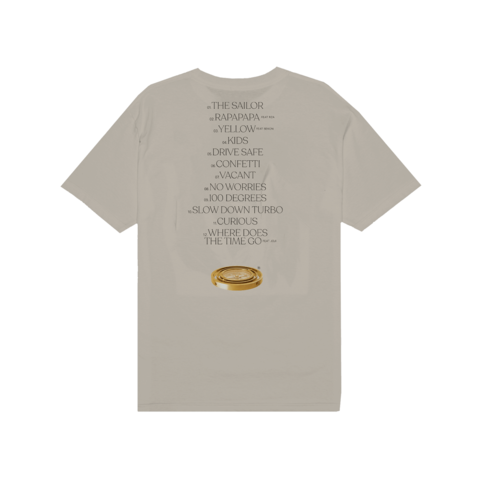 THE SAILOR
RAPAPAPA
YELLOW
KIDS
DRIVE SAFE
CONFETTI
VACANT
NO WORRIES
100 DEGREES
SLOW DOWN TURBO
CURIOUS
WHERE DOES
THE TIME GO